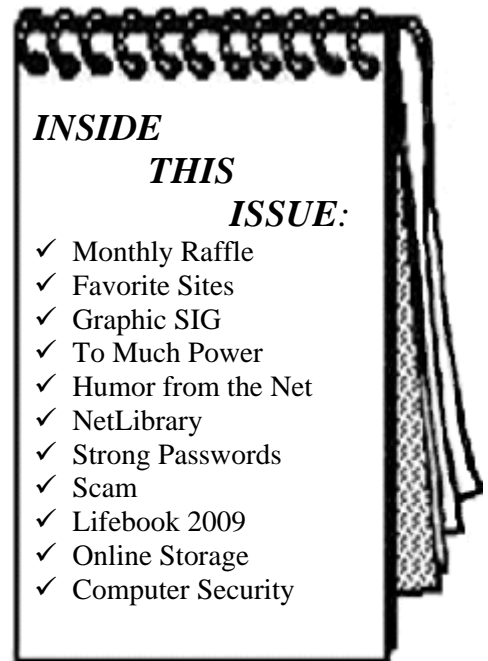 INSIDE
THIS
ISSUE:
✓ Monthly Raffle
✓ Favorite Sites
✓ Graphic SIG
✓ To Much Power
✓ Humor from the Net
✓ NetLibrary
✓ Strong Passwords
✓ Scam
✓ Lifebook 2009
✓ Online Storage
✓ Computer Security